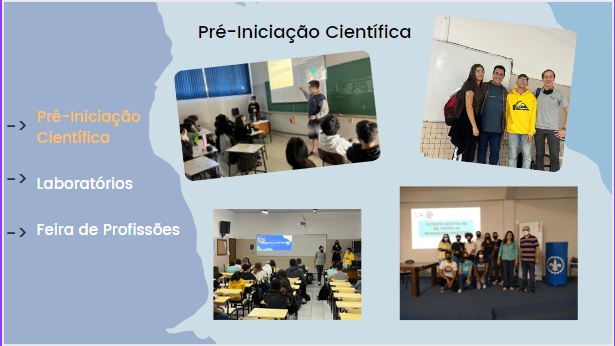 Pré-Iniciação Científica
--> Pré-Iniciação
Científica
--> Laboratórios
--> Feira de Profissões